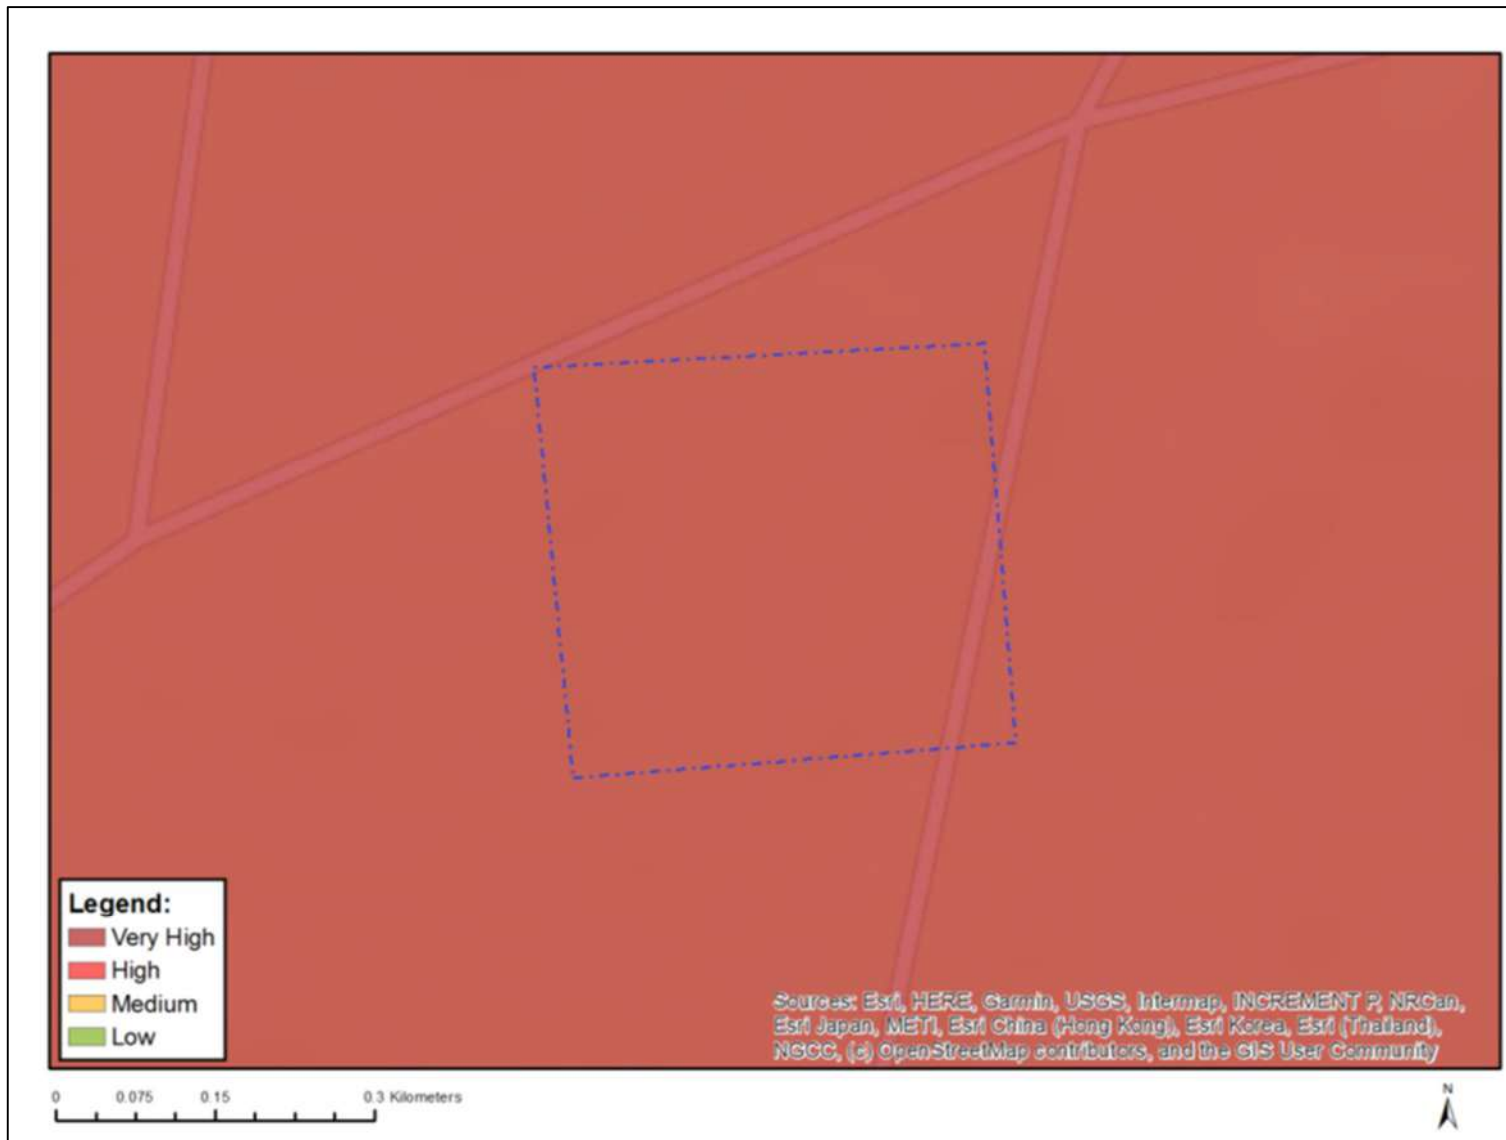 Legend:
Very High
High
Medium
Low
Sources: Esri, HERE, Garmin, USGS, Intermap, INCREMENT P, NRCan,
Esri Japan, METI, Esri China (Hong Kong), Esri Korea, Esri (Thailand),
NGCC, (c) OpenStreetMap contributors, and the GIS User Community
0 0.075 0.15 0.3 Kilometers
N